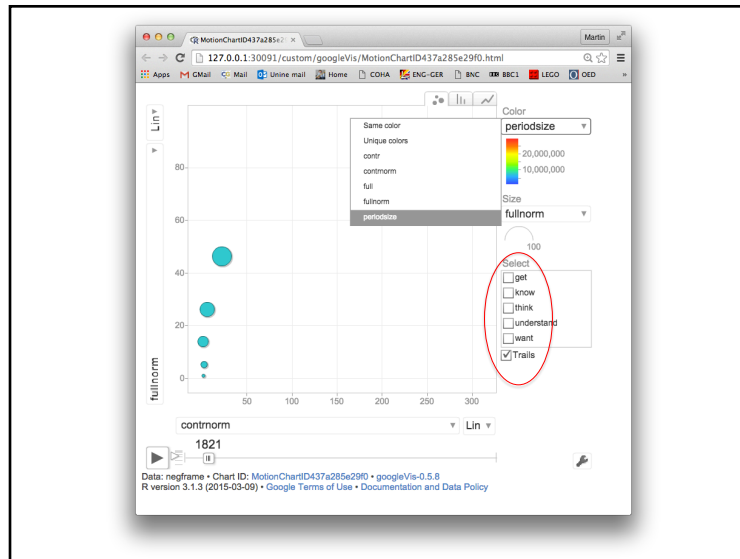 MotionChartID437a285e29
Martin
127.0.0.1:30091/custom/googleVis/MotionChartID437a285e29f0.html
Apps GMail Mail Unine mail Home COHA ENG-GER BNC BBC1 LEGO OED »
Lin
Color
periodsize
Same color
Unique colors
contr
contrnorm
full
fullnorm
periodsize
20,000,000
10,000,000
Size
fullnorm
100
Select
get
know
think
understand
want
Trails
80
60
40
20
0
fullnorm
50 100 150 200 250 300
contrnorm Lin
1821
Data: negframe • Chart ID: MotionChartID437a285e29f0 • googleVis-0.5.8
R version 3.1.3 (2015-03-09) • Google Terms of Use • Documentation and Data Policy